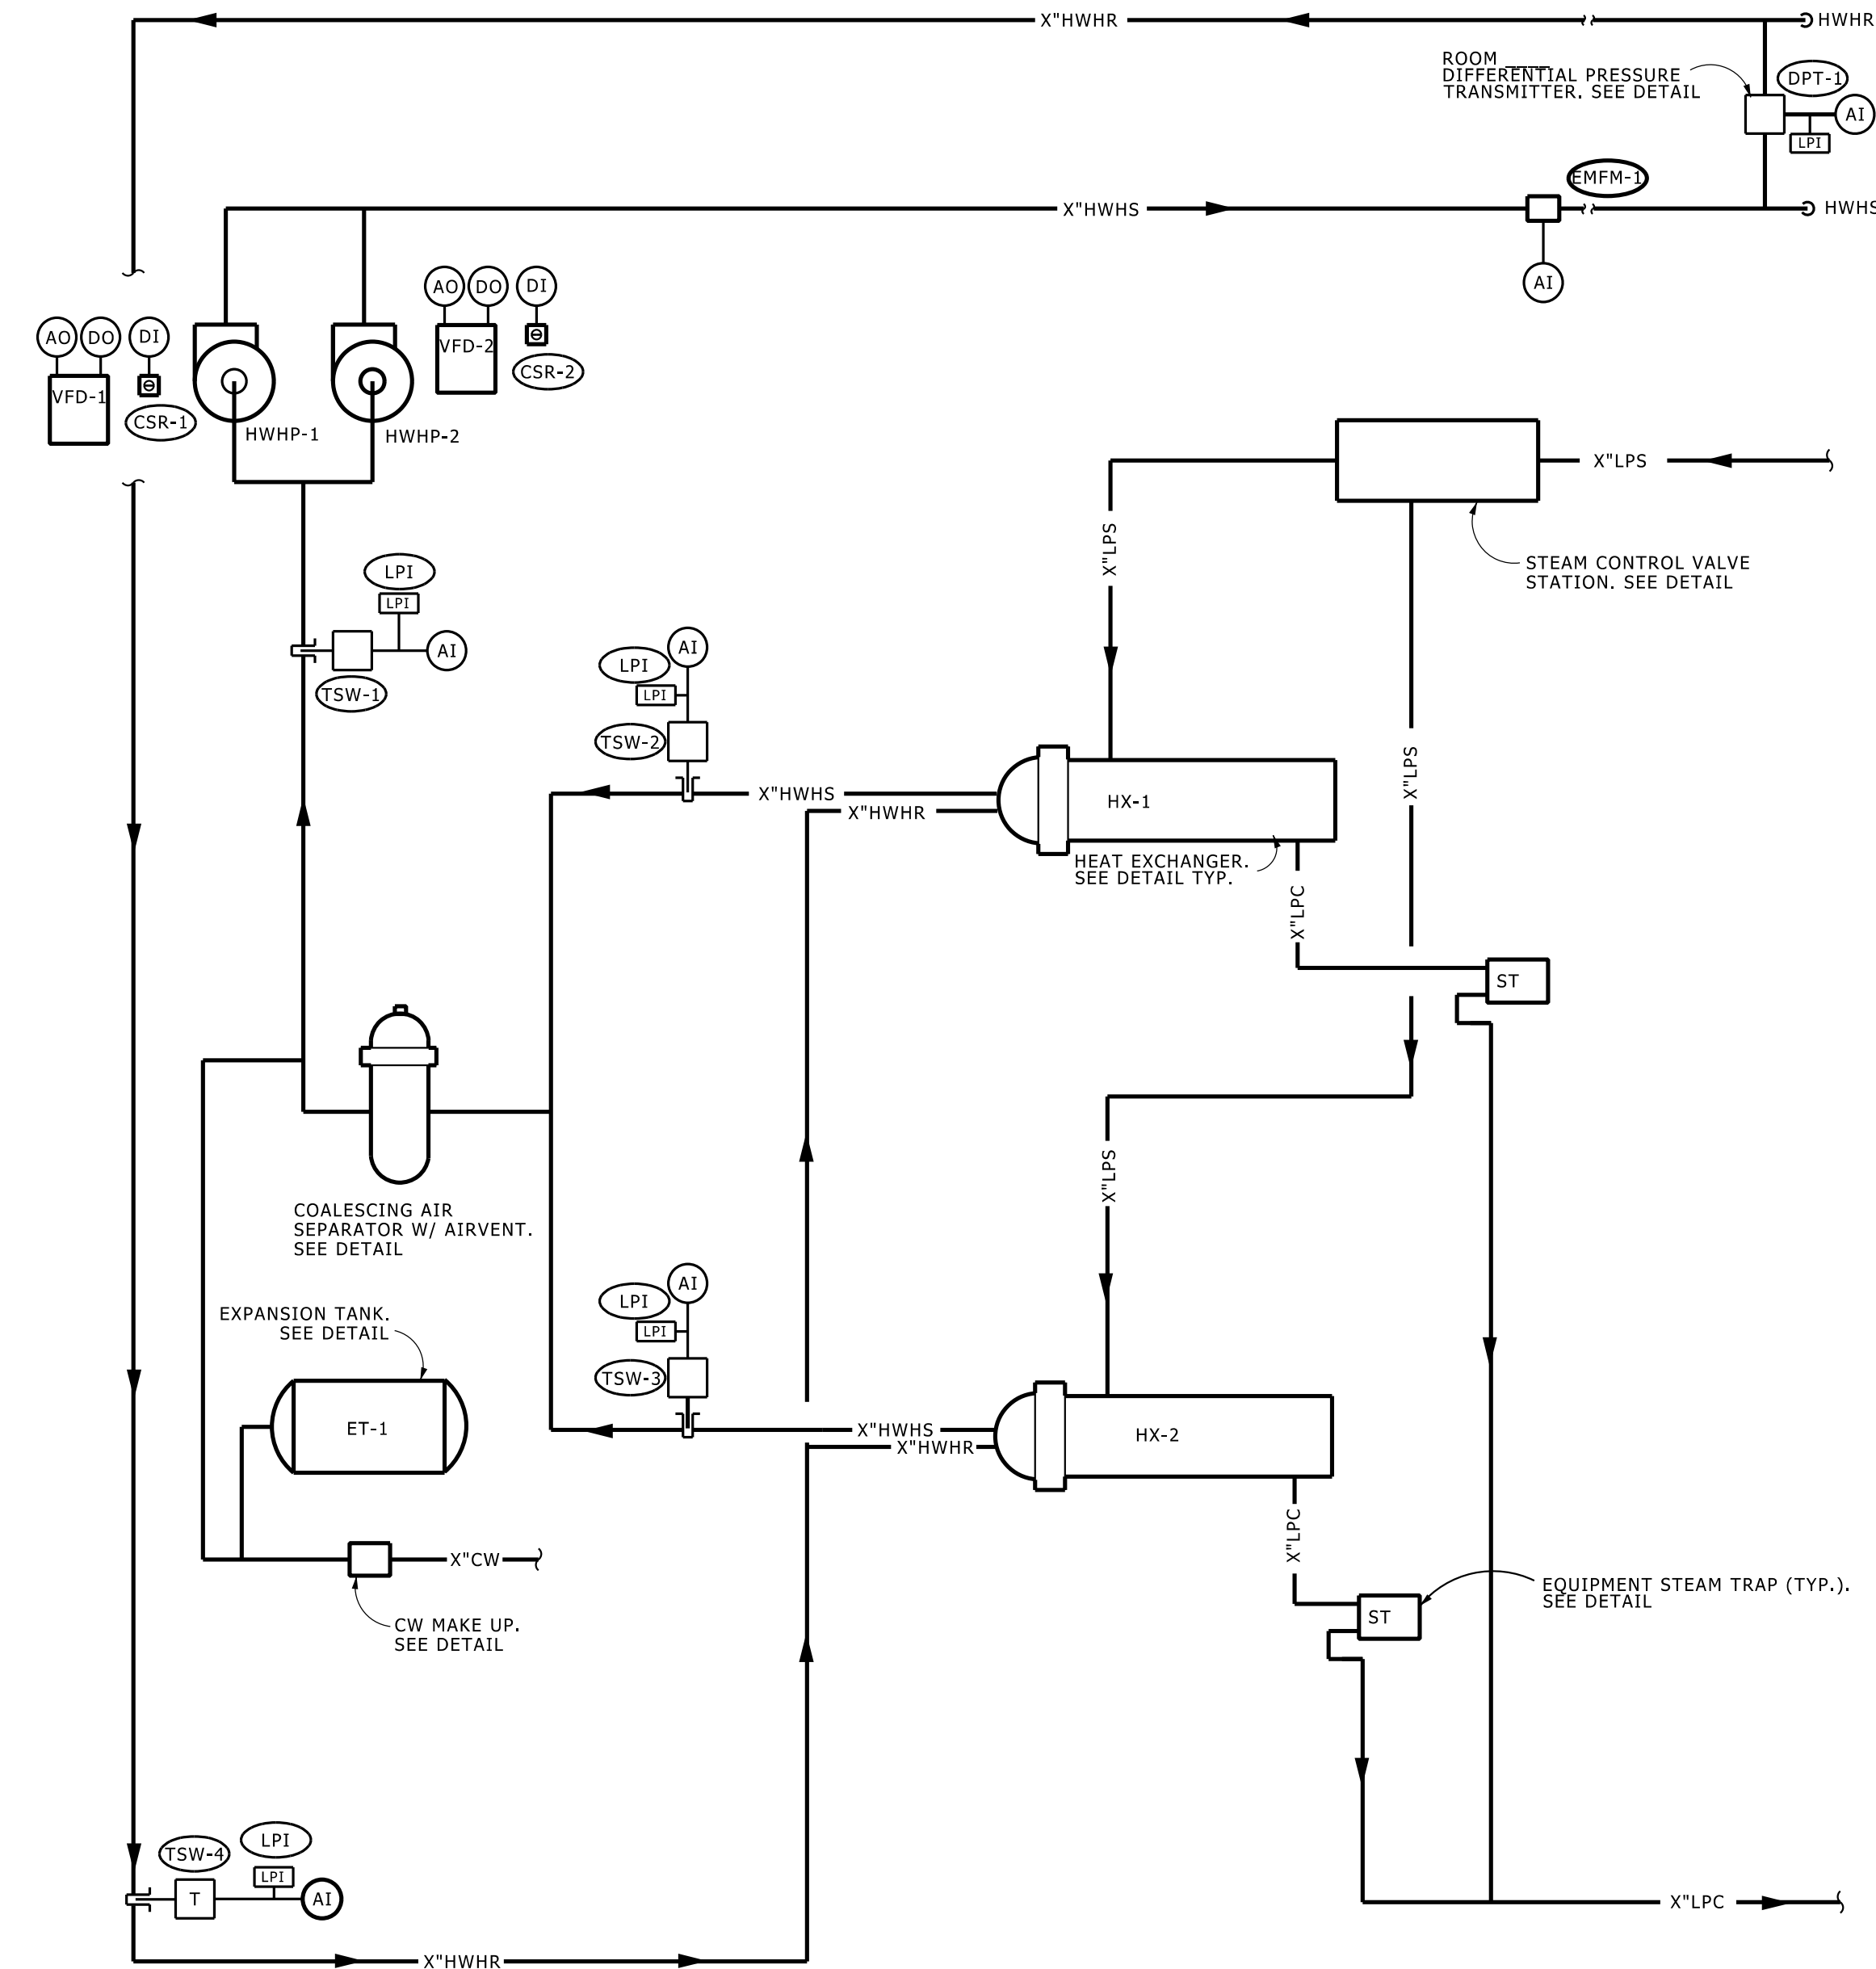 X"HWHR
HWHR
ROOM ____
DIFFERENTIAL PRESSURE
TRANSMITTER. SEE DETAIL
DPT-1
AI
LPI
EMFM-1
X"HWHS
HWHS
AI
AO
DO
DI
VFD-2
CSR-2
AO
DO
DI
VFD-1
CSR-1
HWHP-1
HWHP-2
X"LPS
X"LPS
STEAM CONTROL VALVE
STATION. SEE DETAIL
LPI
LPI
AI
TSW-1
AI
LPI
LPI
TSW-2
X"HWHS
X"HWHR
HX-1
X"LPS
HEAT EXCHANGER.
SEE DETAIL TYP.
X"LPC
ST
COALESCING AIR
SEPARATOR W/ AIRVENT.
SEE DETAIL
X"LPS
EXPANSION TANK.
SEE DETAIL
AI
LPI
LPI
TSW-3
ET-1
X"HWHS
X"HWHR
HX-2
X"LPC
X"CW
CW MAKE UP.
SEE DETAIL
ST
EQUIPMENT STEAM TRAP (TYP.).
SEE DETAIL
TSW-4
LPI
LPI
T
AI
X"LPC
X"HWHR